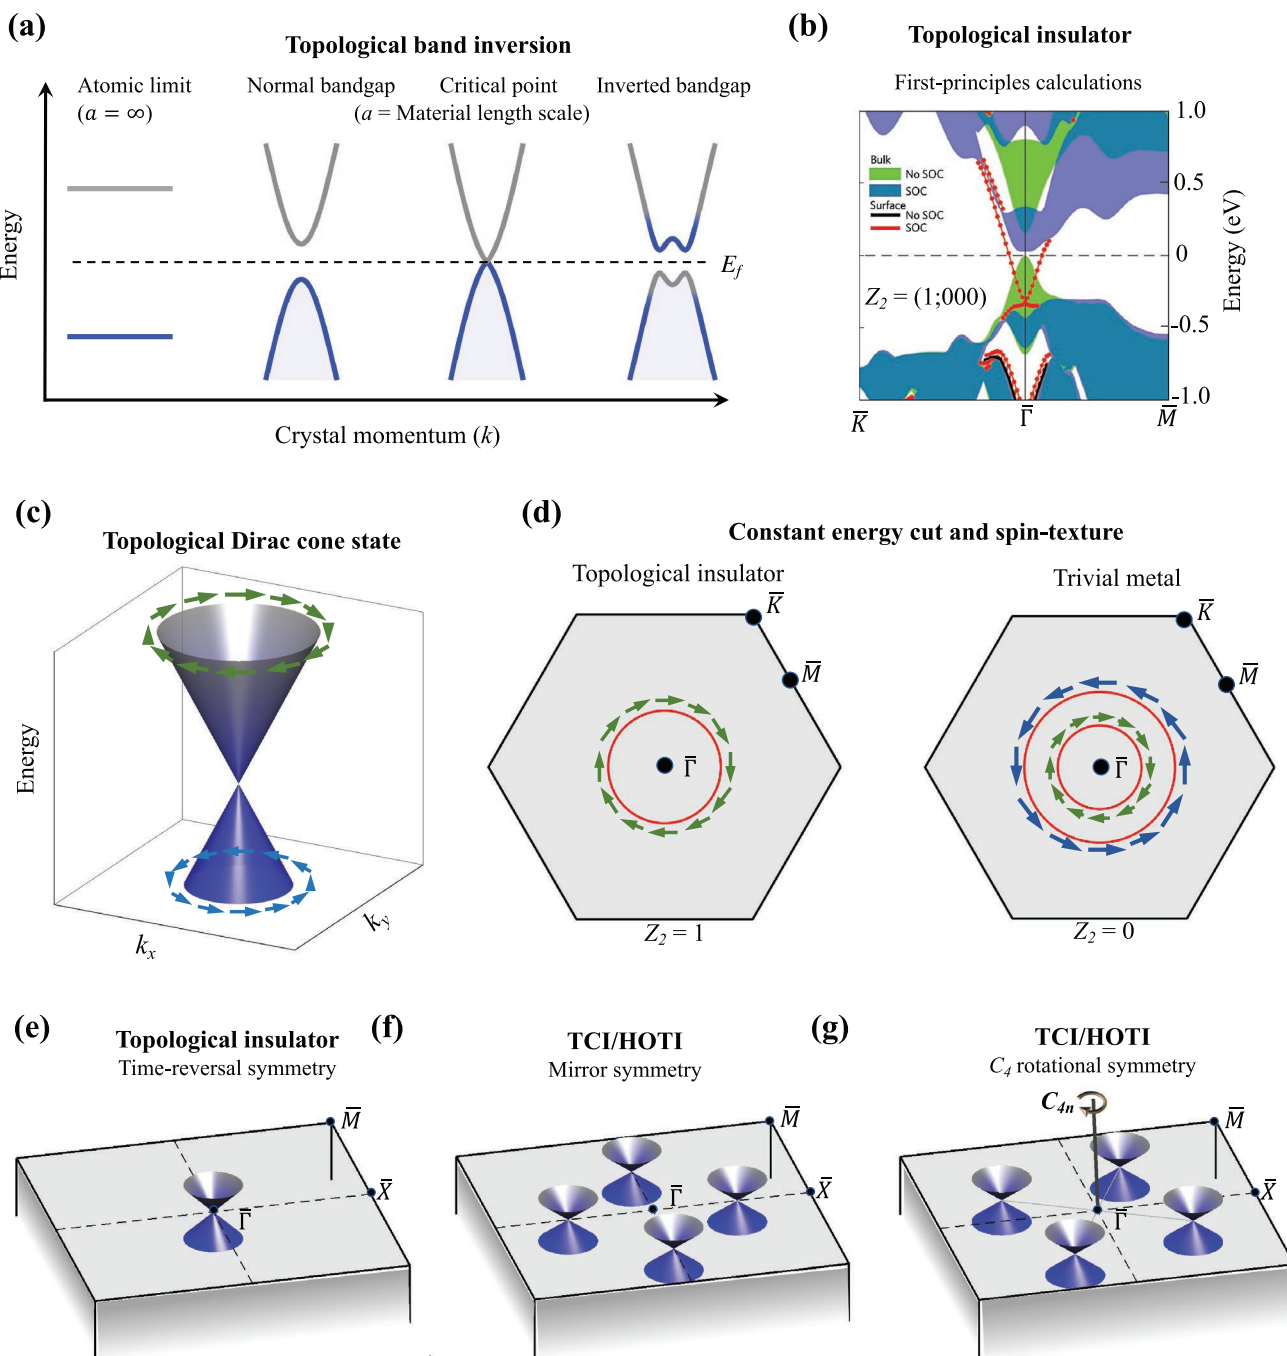 (a)
Topological band inversion
Atomic limit
(a = ∞)
Normal bandgap
Critical point
(a = Material length scale)
Inverted bandgap
Energy
E_f
Crystal momentum (k)
(b)
Topological insulator
First-principles calculations
Bulk
No SOC
SOC
Surface
No SOC
SOC
Z₂ = (1;000)
1.0
0.5
0
-0.5
-1.0
Energy (eV)
K̅
Γ̅
M̅
(c)
Topological Dirac cone state
Energy
k_x
k_y
(d)
Constant energy cut and spin-texture
Topological insulator
K̅
M̅
Γ̅
Z₂ = 1
Trivial metal
K̅
M̅
Γ̅
Z₂ = 0
(e)
Topological insulator
Time-reversal symmetry
M̅
X̅
Γ̅
(f)
TCI/HOTI
Mirror symmetry
M̅
X̅
Γ̅
(g)
TCI/HOTI
C₄ rotational symmetry
C₄ₙ
M̅
X̅
Γ̅